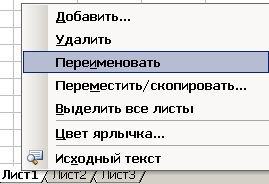 Добавить...
Удалить
Переименовать
Переместить/скопировать...
Выделить все листы
Цвет ярлычка...
Исходный текст
Лист1 Лист2 Лист3